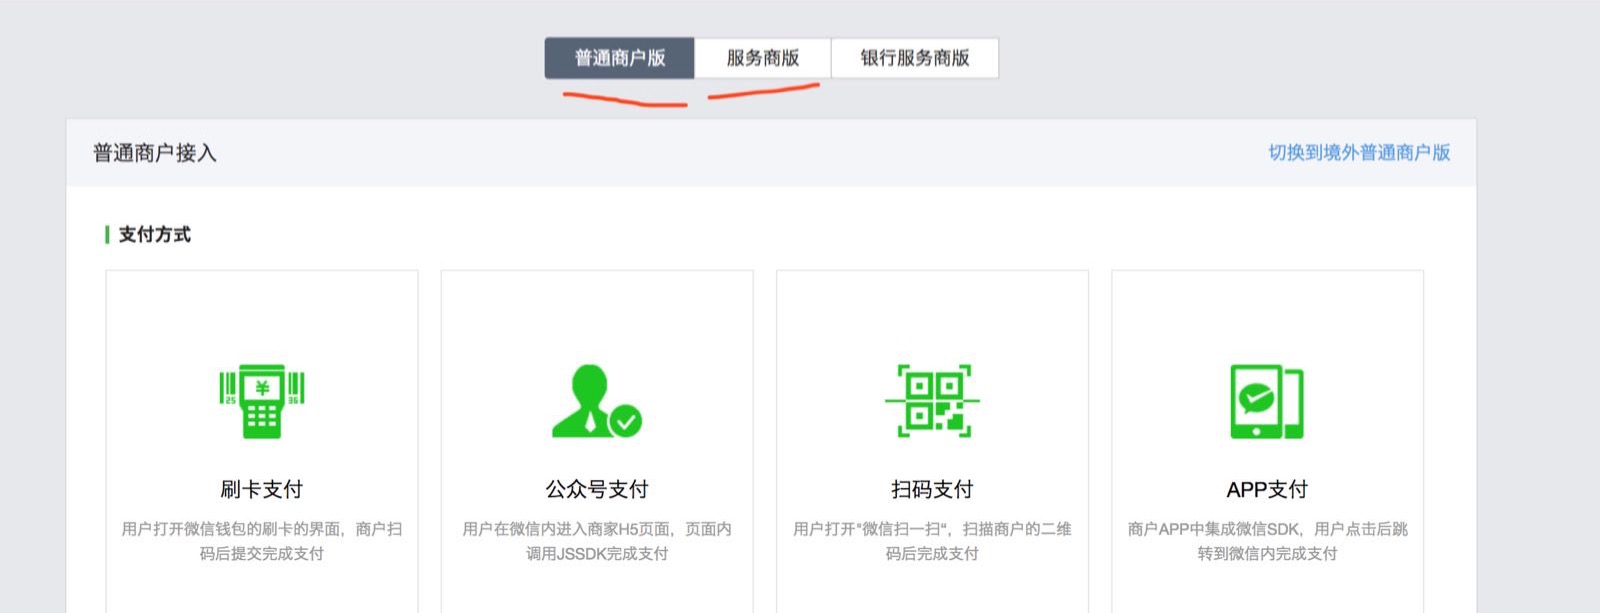 普通商户版 服务商版 银行服务商版
普通商户接入 切换到境外普通商户版
支付方式
¥
25 36
刷卡支付 公众号支付 扫码支付 APP支付
用户打开微信钱包的刷卡的界面，商户扫 用户在微信内进入商家H5页面，页面内 用户打开"微信扫一扫“，扫描商户的二维 商户APP中集成微信SDK，用户点击后跳
码后提交完成支付 调用JSSDK完成支付 码后完成支付 转到微信内完成支付